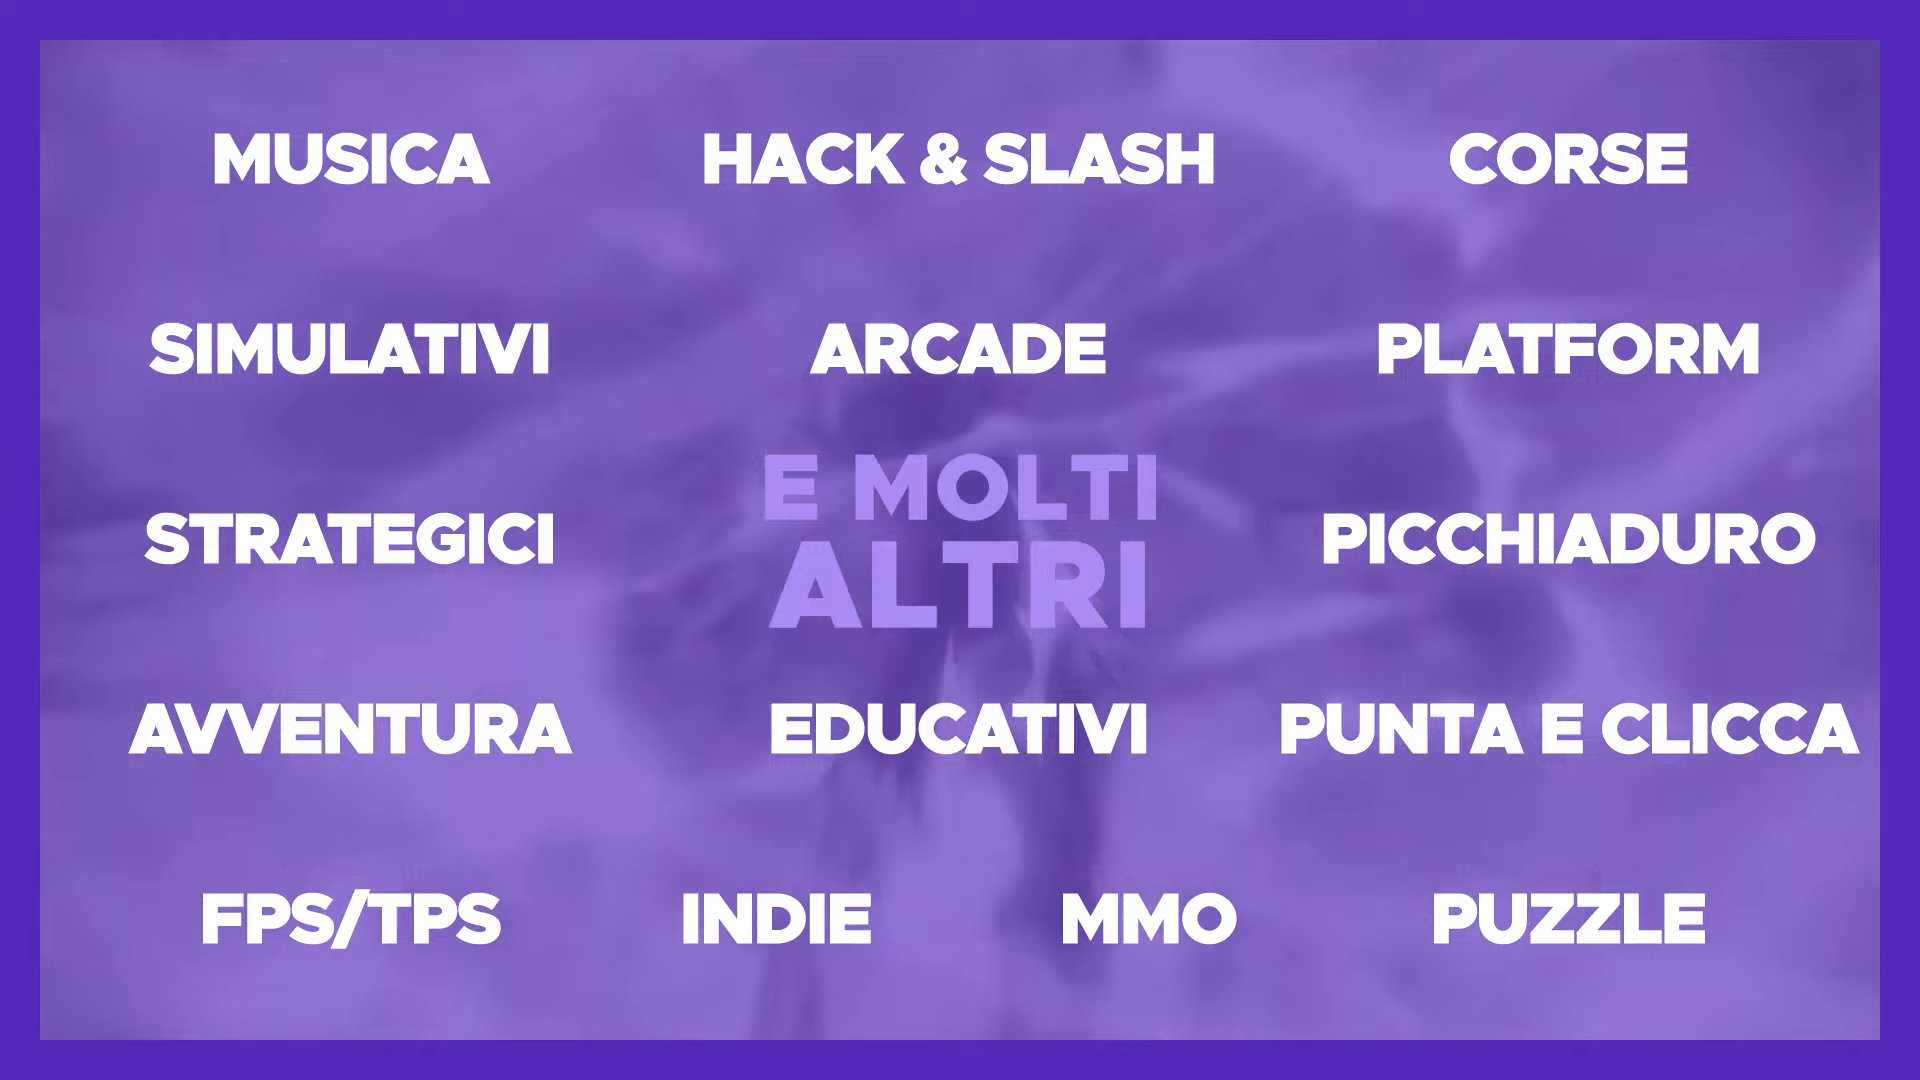 MUSICA
HACK & SLASH
CORSE
SIMULATIVI
ARCADE
PLATFORM
E MOLTI
ALTRI
STRATEGICI
PICCHIADURO
AVVENTURA
EDUCATIVI
PUNTA E CLICCA
FPS/TPS
INDIE
MMO
PUZZLE